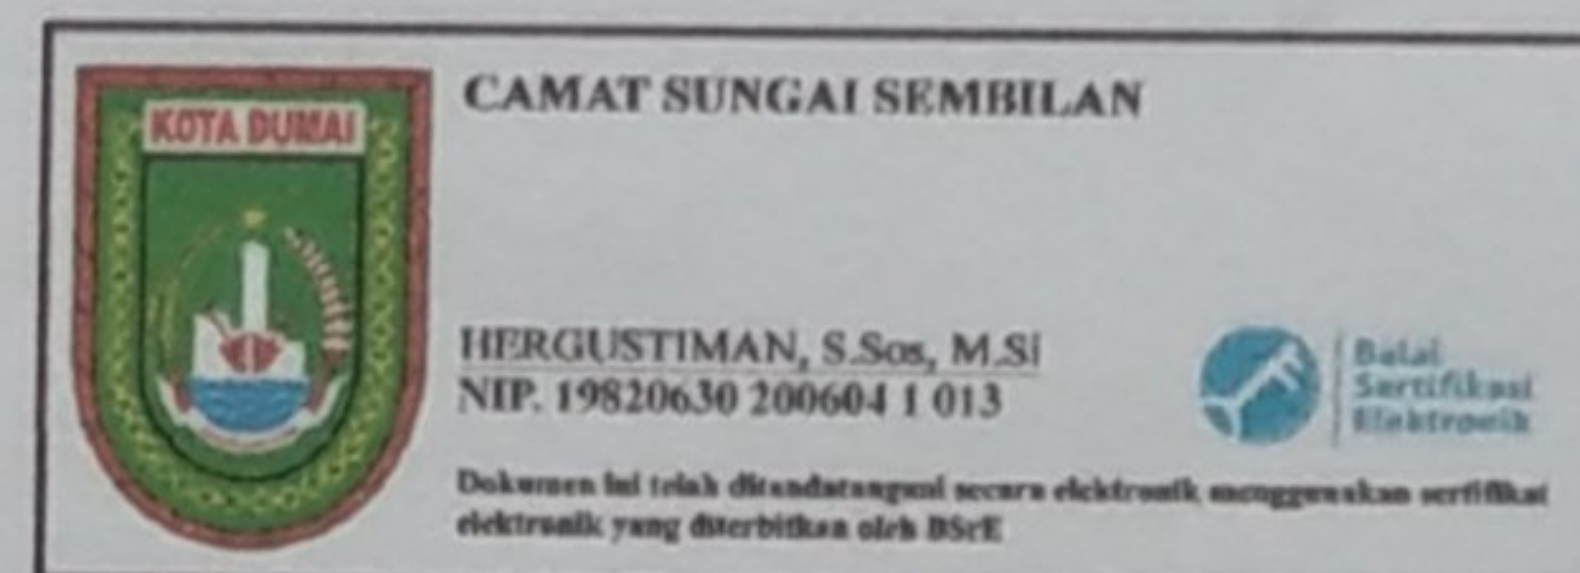 KOTA DUMAI
CAMAT SUNGAI SEMBILAN
HERGUSTIMAN, S.Sos, M.Si
NIP. 19820630 200604 1 013
Balai
Sertifikasi
Elektronik
Dokumen ini telah ditandatangani secara elektronik menggunakan sertifikat
elektronik yang diterbitkan oleh BSrE